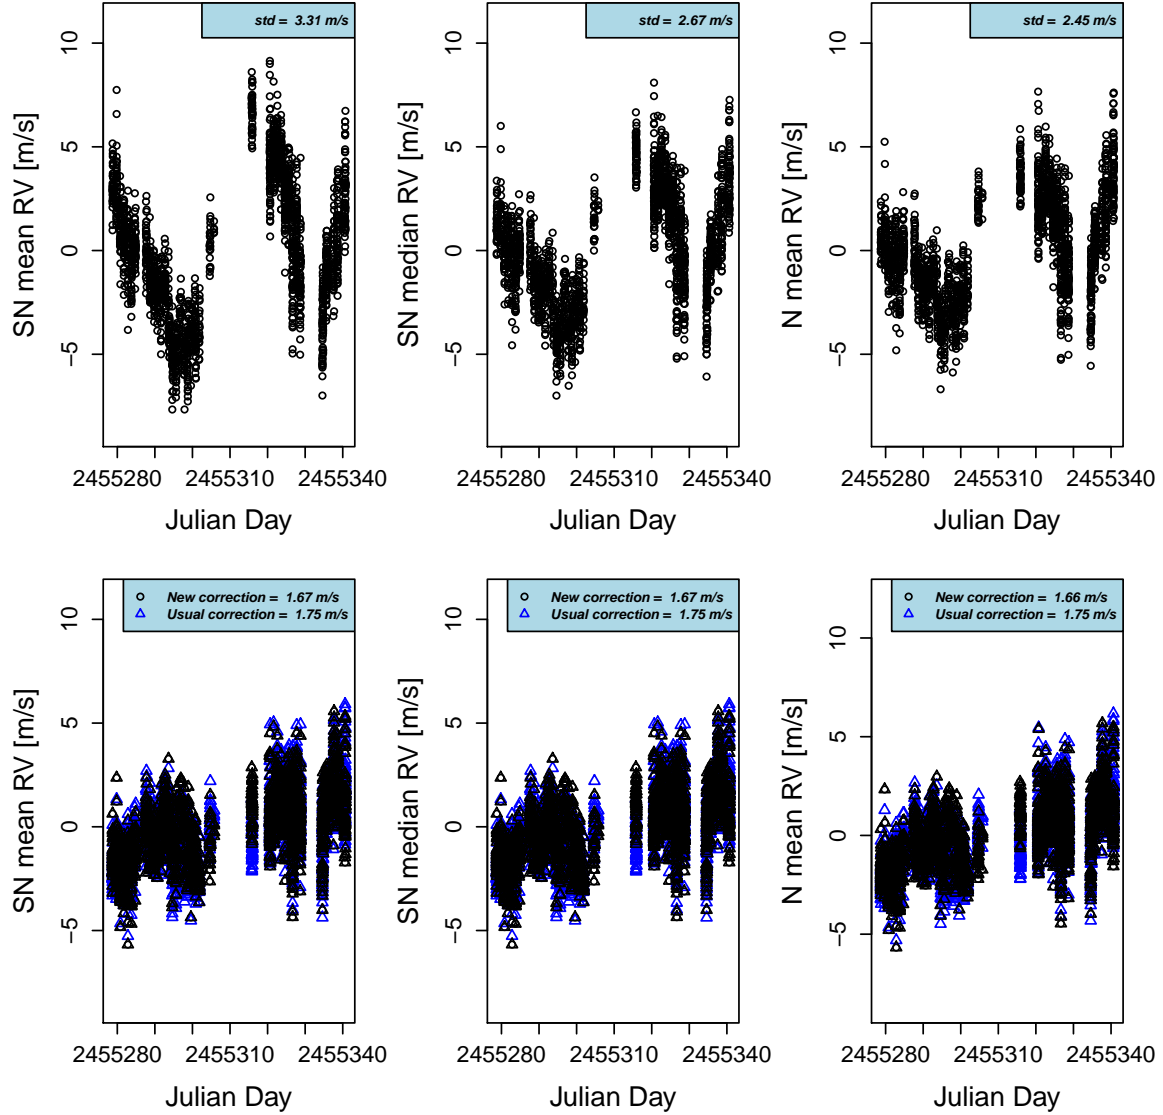 std = 3.31 m/s
SN mean RV [m/s]
10
5
0
−5
2455280 2455310 2455340
Julian Day
std = 2.67 m/s
SN median RV [m/s]
10
5
0
−5
2455280 2455310 2455340
Julian Day
std = 2.45 m/s
N mean RV [m/s]
10
5
0
−5
2455280 2455310 2455340
Julian Day
New correction = 1.67 m/s
Usual correction = 1.75 m/s
SN mean RV [m/s]
10
5
0
−5
2455280 2455310 2455340
Julian Day
New correction = 1.67 m/s
Usual correction = 1.75 m/s
SN median RV [m/s]
10
5
0
−5
2455280 2455310 2455340
Julian Day
New correction = 1.66 m/s
Usual correction = 1.75 m/s
N mean RV [m/s]
10
5
0
−5
2455280 2455310 2455340
Julian Day